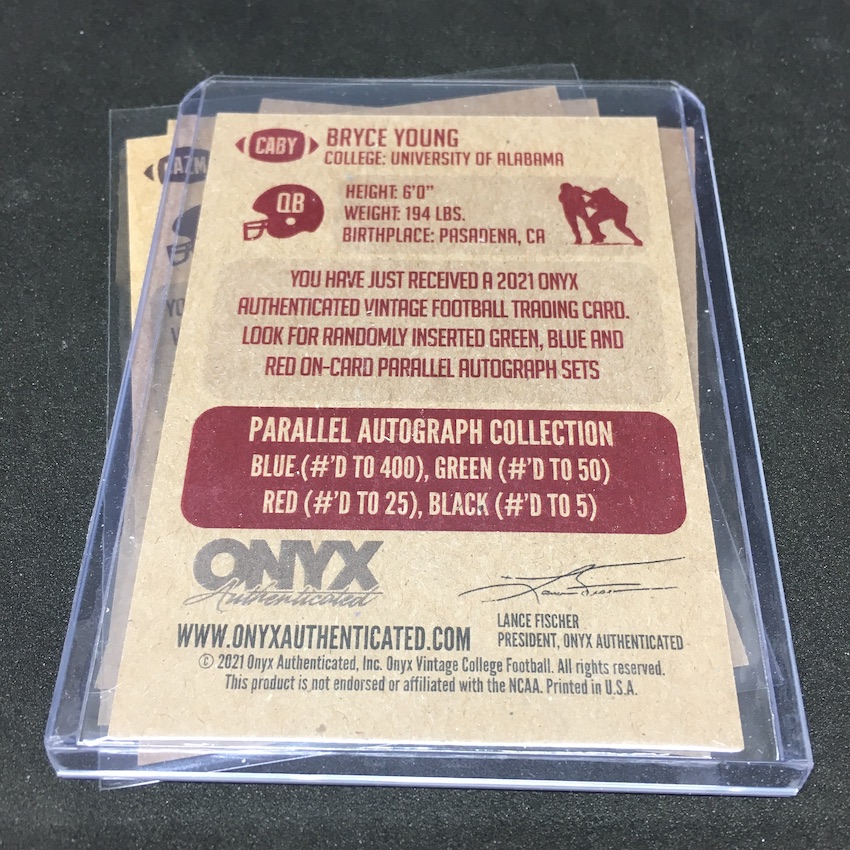 CABY
BRYCE YOUNG
COLLEGE: UNIVERSITY OF ALABAMA
QB
HEIGHT: 6'0"
WEIGHT: 194 LBS.
BIRTHPLACE: PASADENA, CA
YOU HAVE JUST RECEIVED A 2021 ONYX
AUTHENTICATED VINTAGE FOOTBALL TRADING CARD.
LOOK FOR RANDOMLY INSERTED GREEN, BLUE AND
RED ON-CARD PARALLEL AUTOGRAPH SETS
PARALLEL AUTOGRAPH COLLECTION
BLUE (#'D TO 400), GREEN (#'D TO 50)
RED (#'D TO 25), BLACK (#'D TO 5)
ONYX
Authenticated
WWW.ONYXAUTHENTICATED.COM
LANCE FISCHER
PRESIDENT, ONYX AUTHENTICATED
© 2021 Onyx Authenticated, Inc. Onyx Vintage College Football. All rights reserved.
This product is not endorsed or affiliated with the NCAA. Printed in U.S.A.